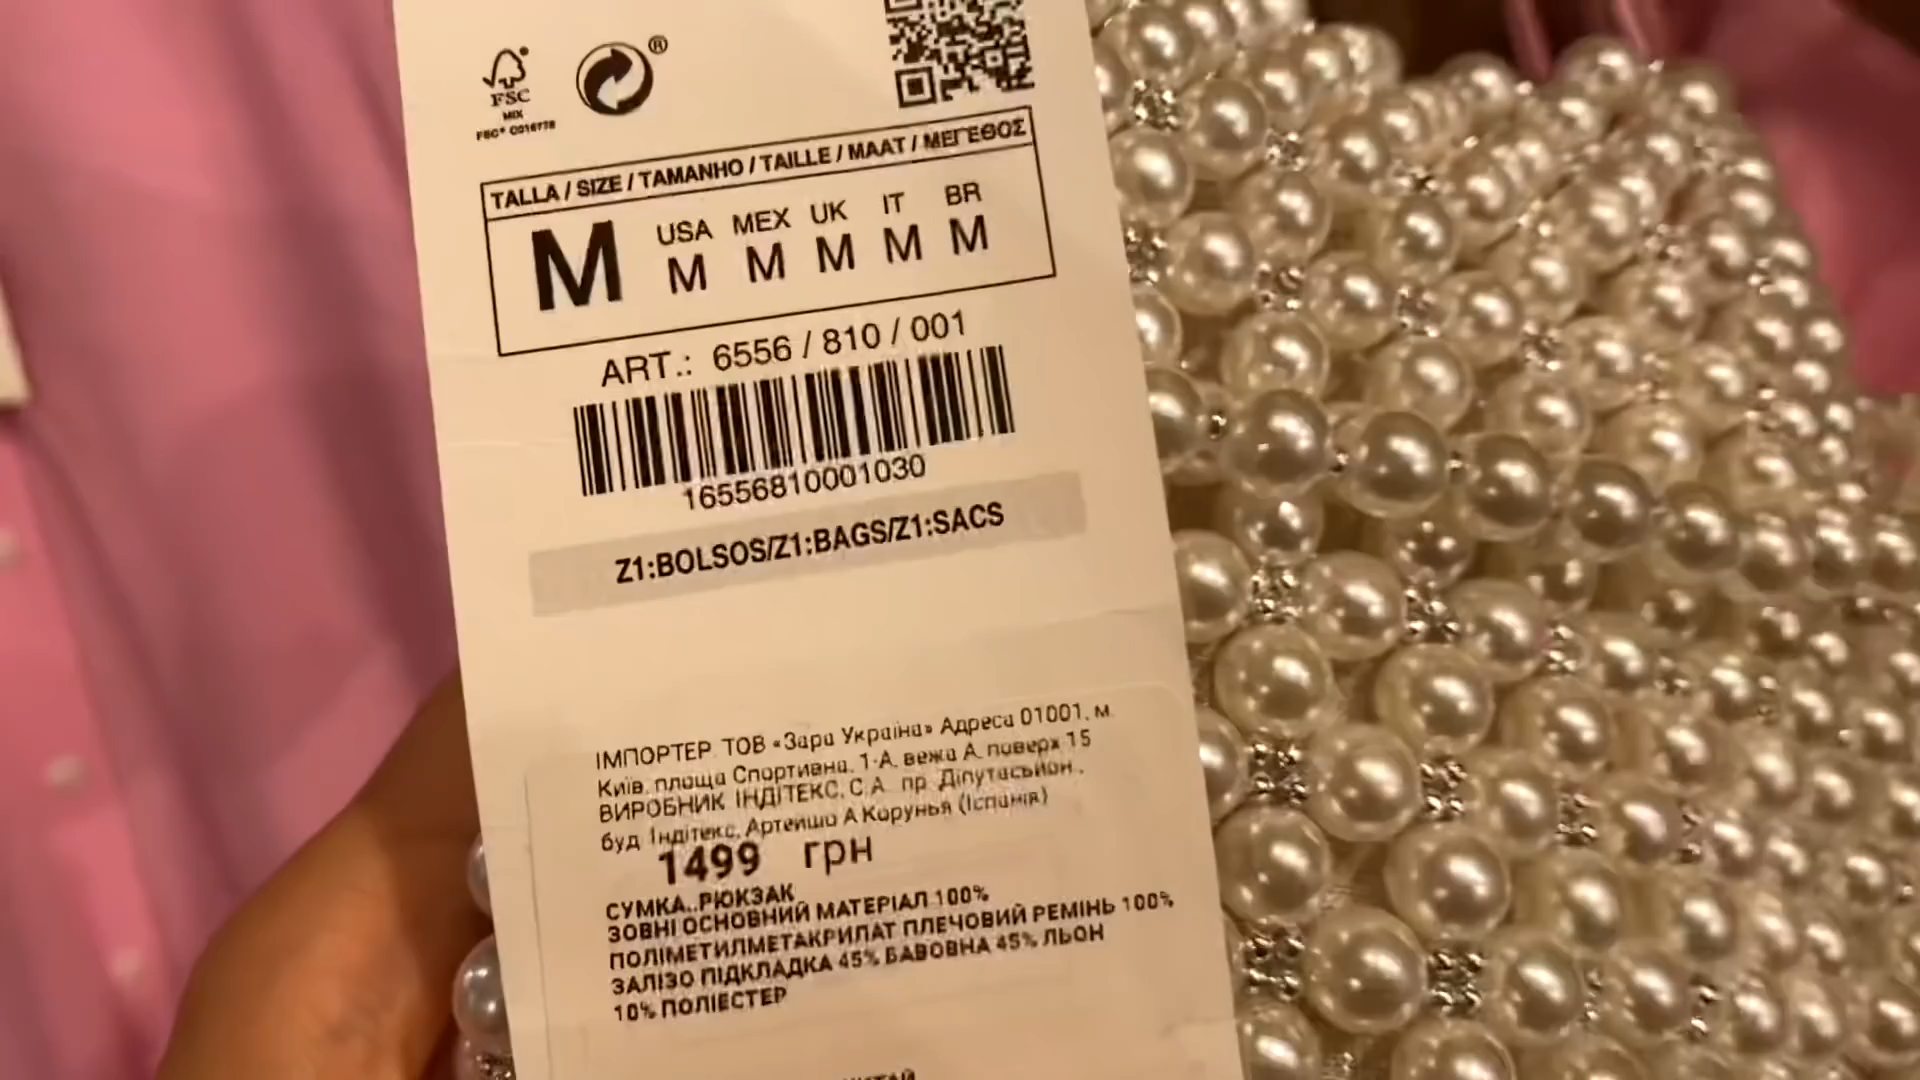 ®
FSC
MIX
FSC® C016778
TALLA / SIZE / TAMANHO / TAILLE / MAAT / ΜΕΓΕΘΟΣ
USA MEX UK IT BR
M M M M M M
ART.: 6556 / 810 / 001
16556810001030
Z1:BOLSOS/Z1:BAGS/Z1:SACS
ІМПОРТЕР. ТОВ «Зара Україна» Адреса 01001, м.
Київ, площа Спортивна, 1-А, вежа А, поверх 15
ВИРОБНИК ІНДІТЕКС, С.А. пр. Діпутасьйон.,
буд. Індітекс, Артейшо А Корунья (Іспанія)
1499 грн
СУМКА..РЮКЗАК
ЗОВНІ ОСНОВНИЙ МАТЕРІАЛ 100%
ПОЛІМЕТИЛМЕТАКРИЛАТ ПЛЕЧОВИЙ РЕМІНЬ 100%
ЗАЛІЗО ПІДКЛАДКА 45% БАВОВНА 45% ЛЬОН
10% ПОЛІЕСТЕР